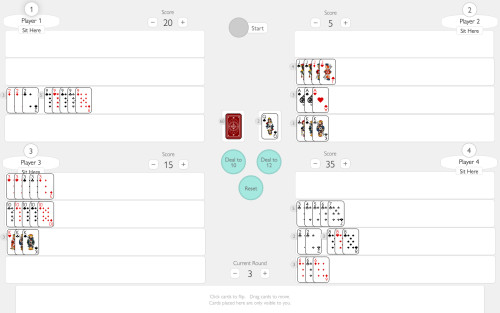 1
Player 1
Sit Here
Score
− 20 +
Start
Score
− 5 +
2
Player 2
Sit Here
3
Player 3
Sit Here
Score
− 15 +
Deal to
10
Deal to
12
Reset
Score
− 35 +
4
Player 4
Sit Here
Current Round
− 3 +
Click cards to flip. Drag cards to move.
Cards placed here are only visible to you.